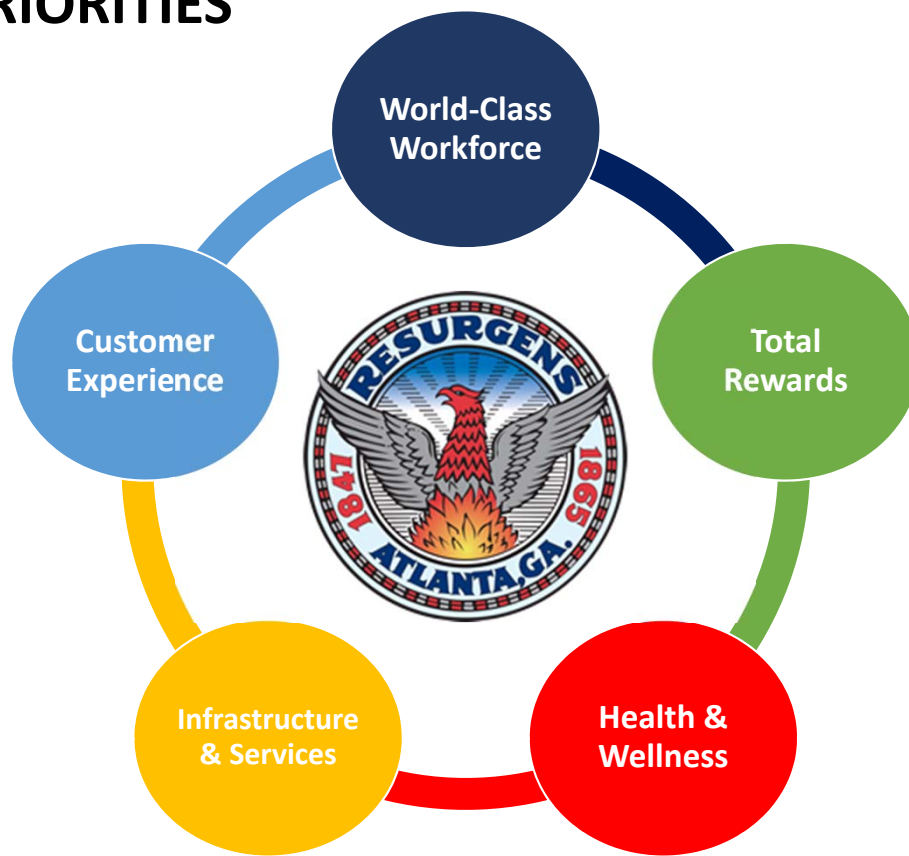 RIORITIES
World-Class
Workforce
Customer
Experience
Total
Rewards
RESURGENS
1847
1865
ATLANTA, GA.
Infrastructure
& Services
Health &
Wellness